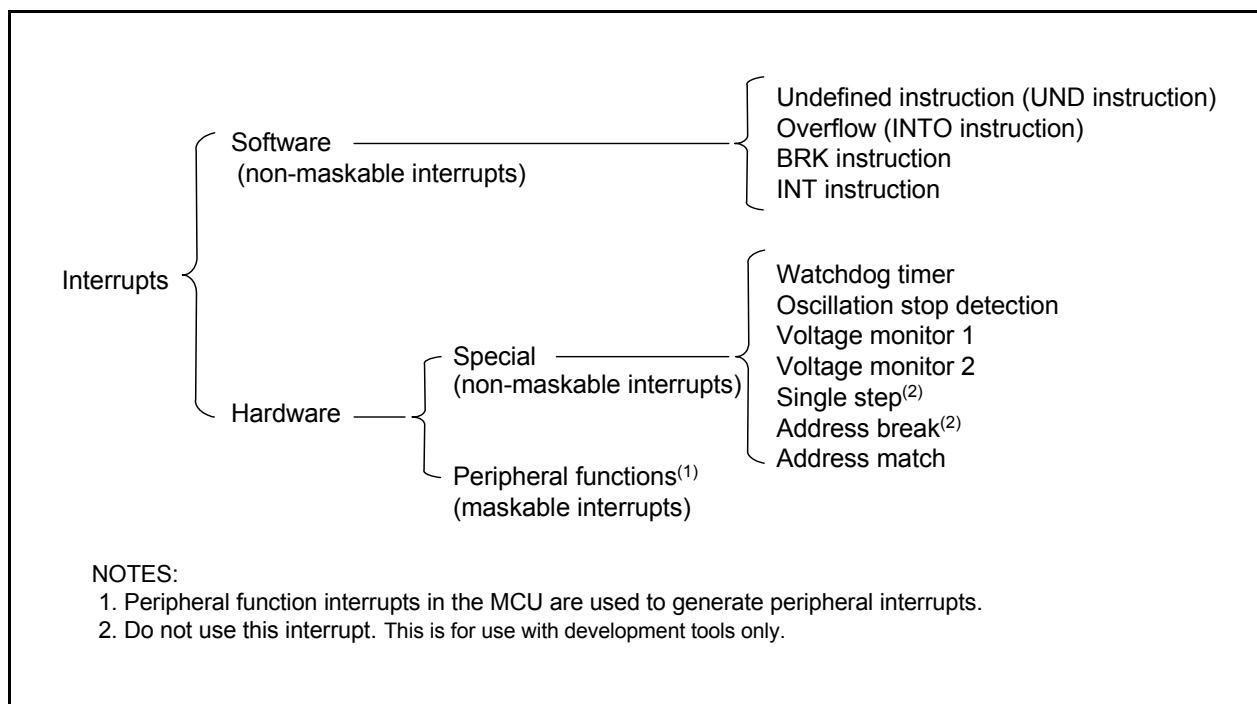 Interrupts
Software
(non-maskable interrupts)
Undefined instruction (UND instruction)
Overflow (INTO instruction)
BRK instruction
INT instruction
Hardware
Special
(non-maskable interrupts)
Watchdog timer
Oscillation stop detection
Voltage monitor 1
Voltage monitor 2
Single step(2)
Address break(2)
Address match
Peripheral functions(1)
(maskable interrupts)
NOTES:
1. Peripheral function interrupts in the MCU are used to generate peripheral interrupts.
2. Do not use this interrupt. This is for use with development tools only.